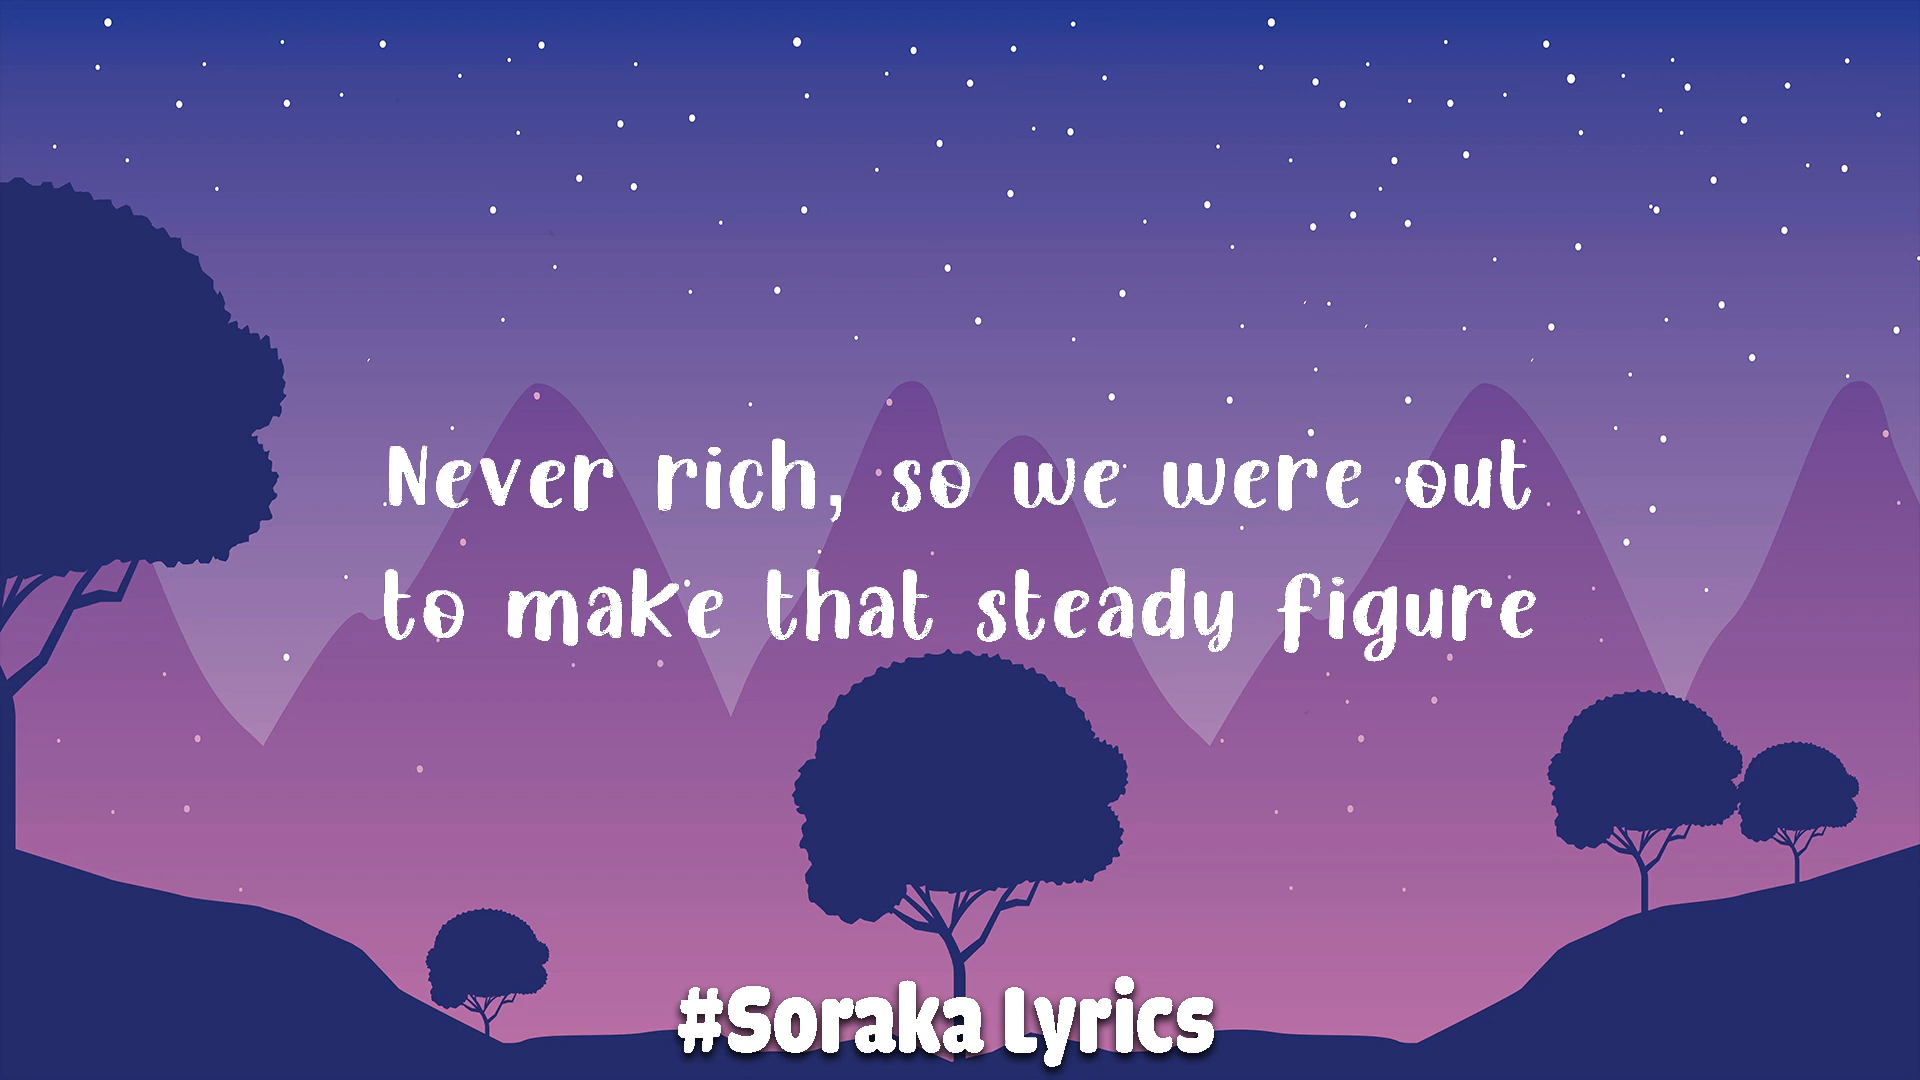 Never rich, so we were out
to make that steady figure
#Soraka Lyrics